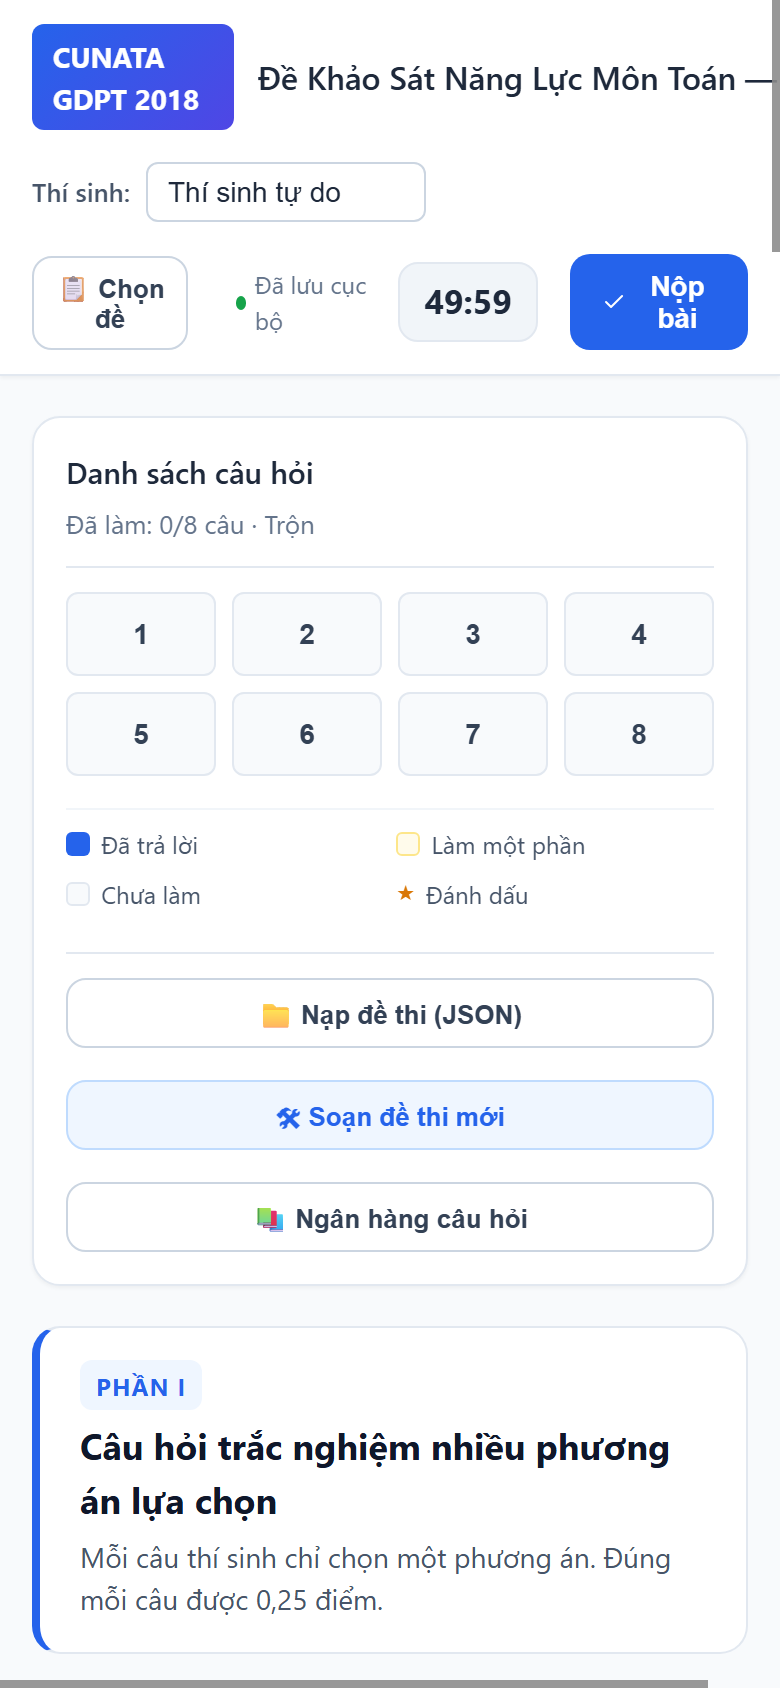 CUNATA
GDPT 2018
Đề Khảo Sát Năng Lực Môn Toán —
Thí sinh:
Thí sinh tự do
📋 Chọn
đề
Đã lưu cục
bộ
49:59
✓ Nộp
bài
Danh sách câu hỏi
Đã làm: 0/8 câu · Trộn
1
2
3
4
5
6
7
8
Đã trả lời
Làm một phần
Chưa làm
★ Đánh dấu
📁 Nạp đề thi (JSON)
🛠 Soạn đề thi mới
📚 Ngân hàng câu hỏi
PHẦN I
Câu hỏi trắc nghiệm nhiều phương
án lựa chọn
Mỗi câu thí sinh chỉ chọn một phương án. Đúng
mỗi câu được 0,25 điểm.